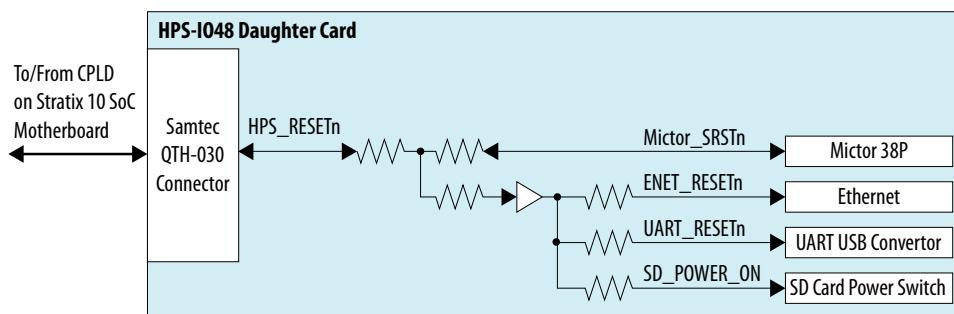 HPS-IO48 Daughter Card
To/From CPLD
on Stratix 10 SoC
Motherboard
Samtec
QTH-030
Connector
HPS_RESETn
Mictor_SRSTn
Mictor 38P
ENET_RESETn
Ethernet
UART_RESETn
UART USB Convertor
SD_POWER_ON
SD Card Power Switch